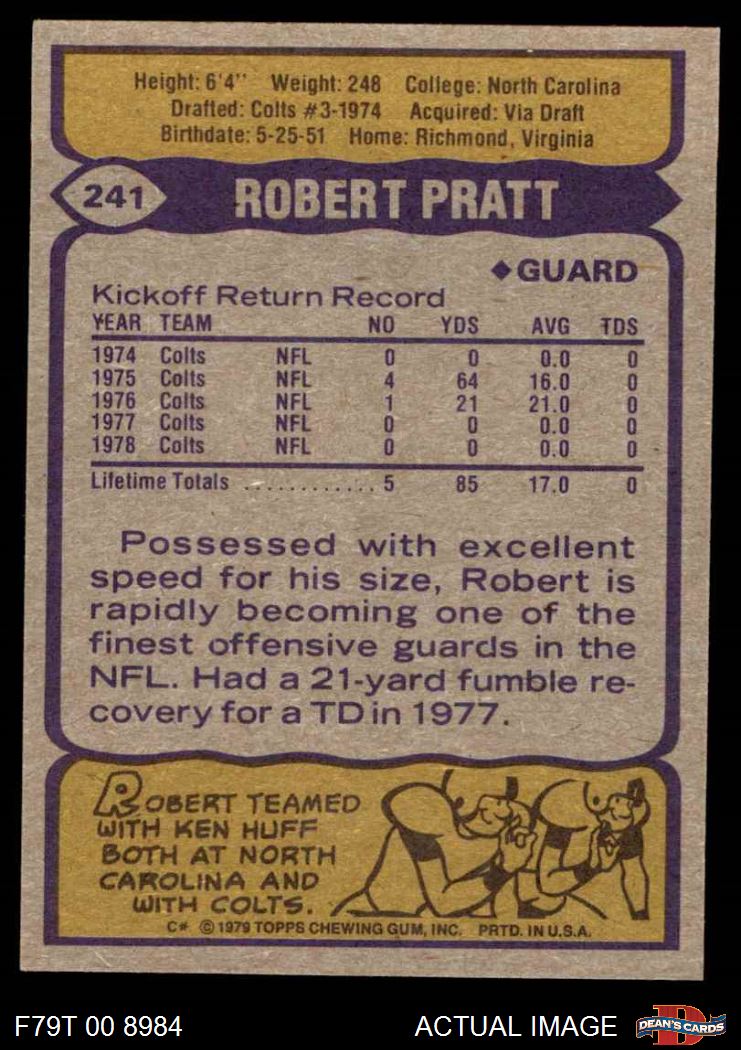 Height: 6'4'' Weight: 248 College: North Carolina
Drafted: Colts #3-1974 Acquired: Via Draft
Birthdate: 5-25-51 Home: Richmond, Virginia
241 ROBERT PRATT
◆GUARD
Kickoff Return Record
YEAR TEAM NO YDS AVG TDS
1974 Colts NFL 0 0 0.0 0
1975 Colts NFL 4 64 16.0 0
1976 Colts NFL 1 21 21.0 0
1977 Colts NFL 0 0 0.0 0
1978 Colts NFL 0 0 0.0 0
Lifetime Totals ............ 5 85 17.0 0
Possessed with excellent
speed for his size, Robert is
rapidly becoming one of the
finest offensive guards in the
NFL. Had a 21-yard fumble re-
covery for a TD in 1977.
ROBERT TEAMED
WITH KEN HUFF
BOTH AT NORTH
CAROLINA AND
WITH COLTS.
C* © 1979 TOPPS CHEWING GUM, INC. PRTD. IN U.S.A.
F79T 00 8984 ACTUAL IMAGE D DEAN'S CARDS